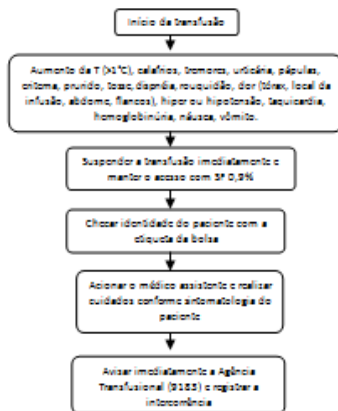 Início da transfusão
Aumento da T (>1°C), calafrios, tremores, urticária, pápulas,
eritema, prurido, tosse, dispnéia, rouquidão, dor (tórax, local da
infusão, abdome, flancos), hiper ou hipotensão, taquicardia,
hemoglobinúria, náusea, vômito.
Suspender a transfusão imediatamente e
manter o acesso com SF 0,9%
Checar identidade do paciente com a
etiqueta da bolsa
Acionar o médico assistente e realizar
cuidados conforme sintomatologia do
paciente
Avisar imediatamente a Agência
Transfusional (9183) e registrar a
intercorrência